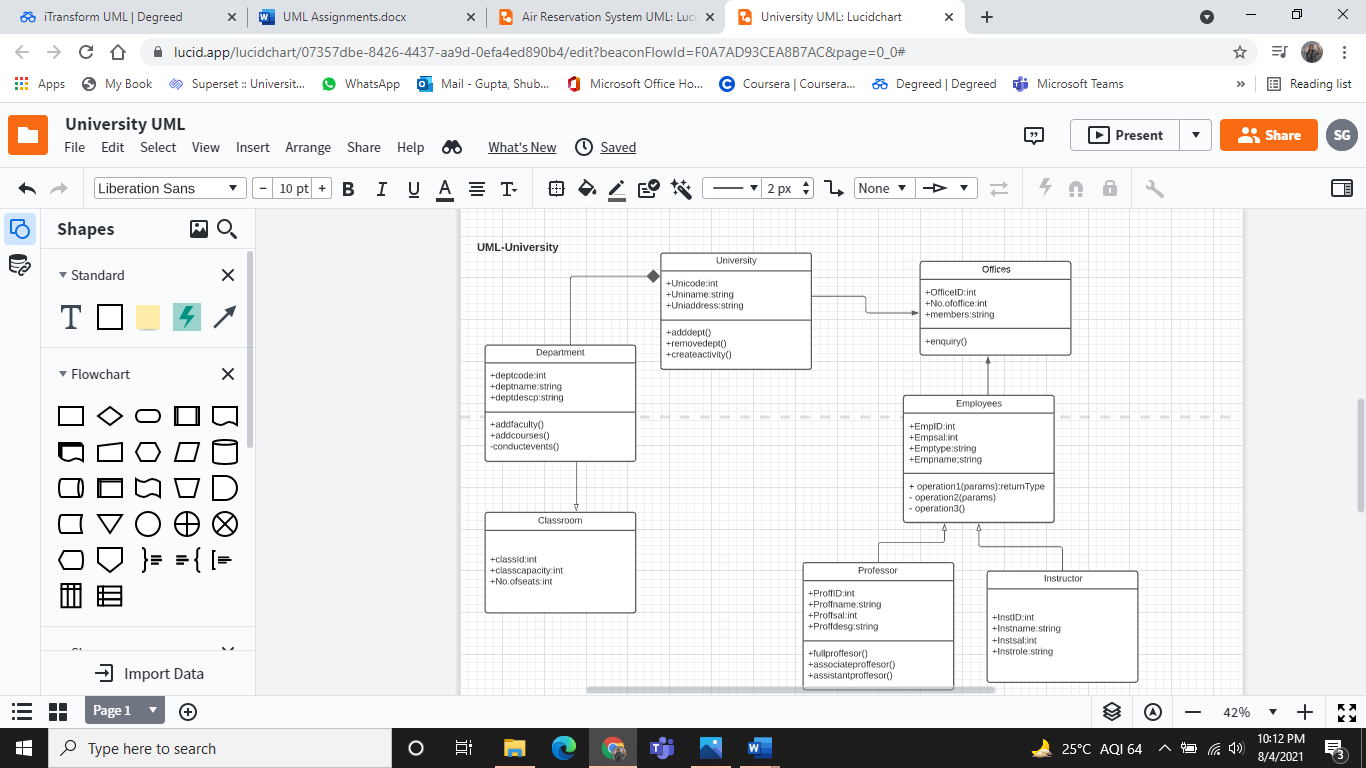 iTransform UML | Degreed
UML Assignments.docx
Air Reservation System UML: Luci
University UML: Lucidchart
lucid.app/lucidchart/07357dbe-8426-4437-aa9d-0efa4ed890b4/edit?beaconFlowId=F0A7AD93CEA8B7AC&page=0_0#
Apps
My Book
Superset :: Universit...
WhatsApp
Mail - Gupta, Shub...
Microsoft Office Ho...
Coursera | Coursera...
Degreed | Degreed
Microsoft Teams
»
Reading list
University UML
File Edit Select View Insert Arrange Share Help What's New Saved
Present
Share
SG
Liberation Sans
− 10 pt +
B I U A T
2 px
None
Shapes
Standard
T
Flowchart
Import Data
UML-University
University
+Unicode:int
+Uniname:string
+Uniaddress:string
+adddept()
+removedept()
+createactivity()
Offices
+OfficeID:int
+No.ofoffice:int
+members:string
+enquiry()
Department
+deptcode:int
+deptname:string
+deptdescp:string
+addfaculty()
+addcourses()
-conductevents()
Employees
+EmpID:int
+Empsal:int
+Emptype:string
+Empname;string
+ operation1(params):returnType
- operation2(params)
- operation3()
Classroom
+classId:int
+classcapacity:int
+No.ofseats:int
Professor
+ProffID:int
+Proffname:string
+Proffsal:int
+Proffdesg:string
+fullproffesor()
+associateproffesor()
+assistantproffesor()
Instructor
+InstID:int
+Instname:string
+Instsal:int
+Instrole:string
Page 1
42%
Type here to search
25°C AQI 64
10:12 PM
8/4/2021
3